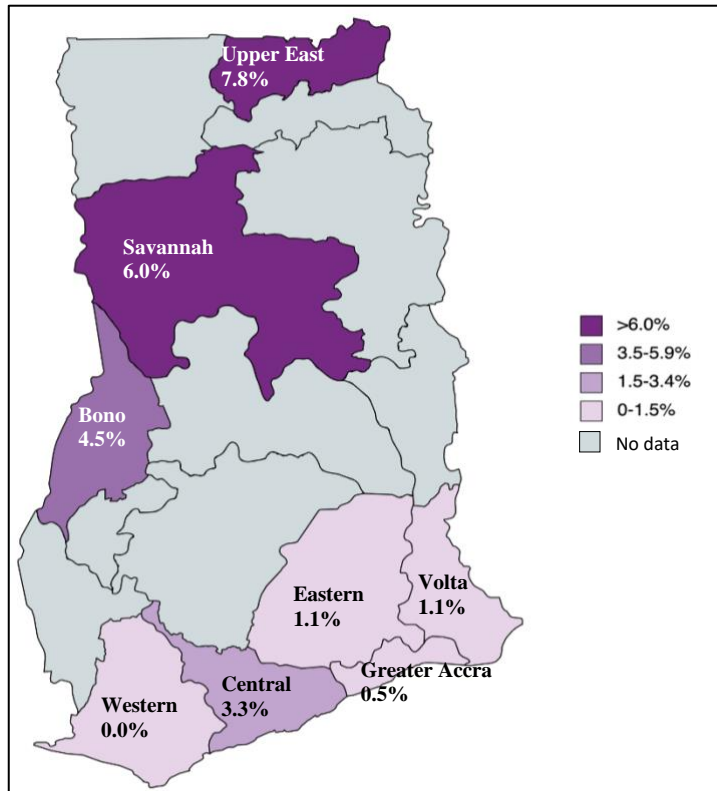 Upper East
7.8%
Savannah
6.0%
>6.0%
3.5-5.9%
1.5-3.4%
0-1.5%
No data
Bono
4.5%
Eastern
1.1%
Volta
1.1%
Greater Accra
0.5%
Central
3.3%
Western
0.0%